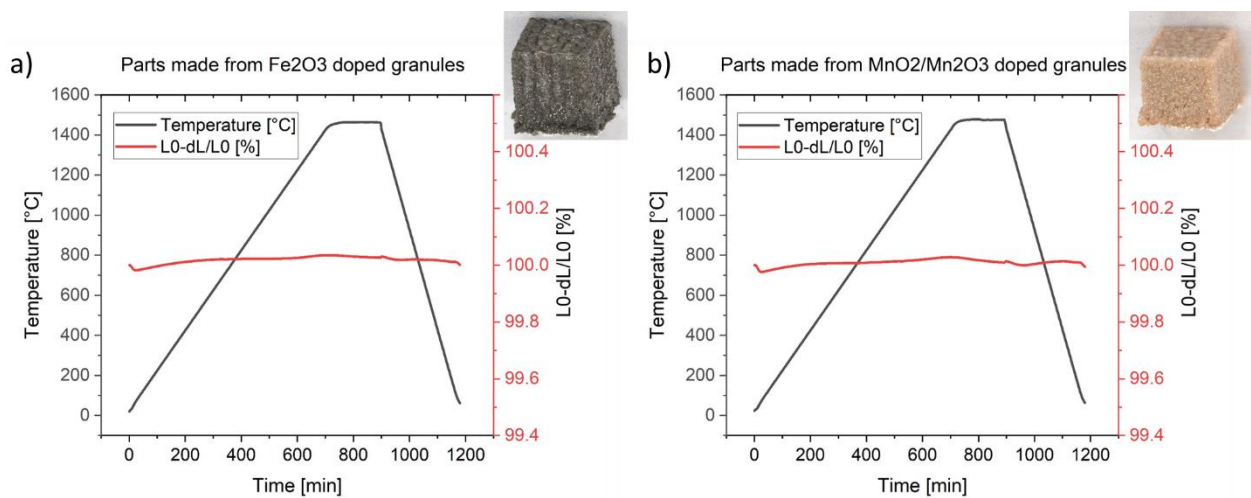 a)
Parts made from Fe2O3 doped granules
1600
1400
1200
1000
800
600
400
200
0
Temperature [°C]
Temperature [°C]
L0-dL/L0 [%]
100.4
100.2
100.0
99.8
99.6
99.4
L0-dL/L0 [%]
0 200 400 600 800 1000 1200
Time [min]
b)
Parts made from MnO2/Mn2O3 doped granules
1600
1400
1200
1000
800
600
400
200
0
Temperature [°C]
Temperature [°C]
L0-dL/L0 [%]
100.4
100.2
100.0
99.8
99.6
99.4
L0-dL/L0 [%]
0 200 400 600 800 1000 1200
Time [min]